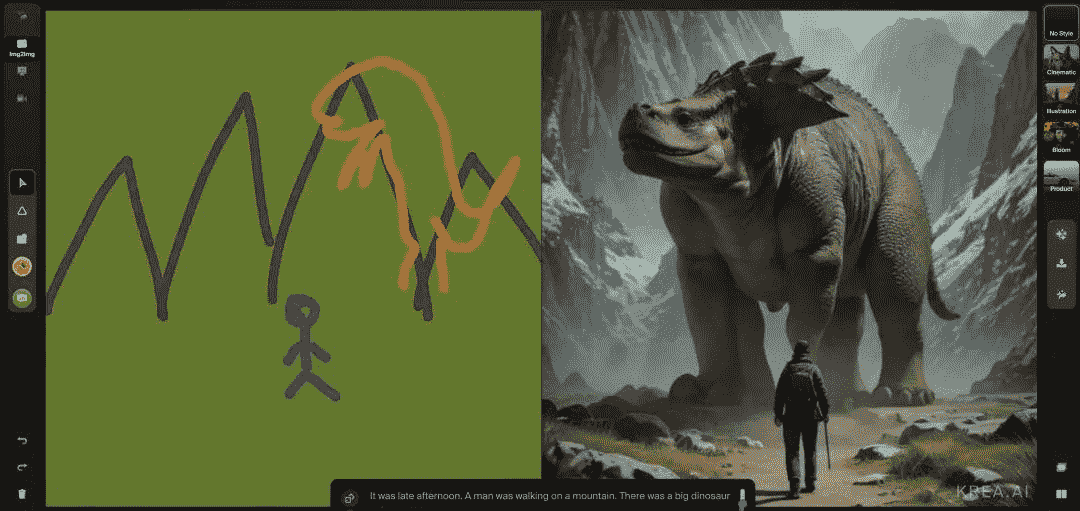 Img2Img
No Style
Cinematic
Illustration
Bloom
Product
It was late afternoon. A man was walking on a mountain. There was a big dinosaur
KREA.AI